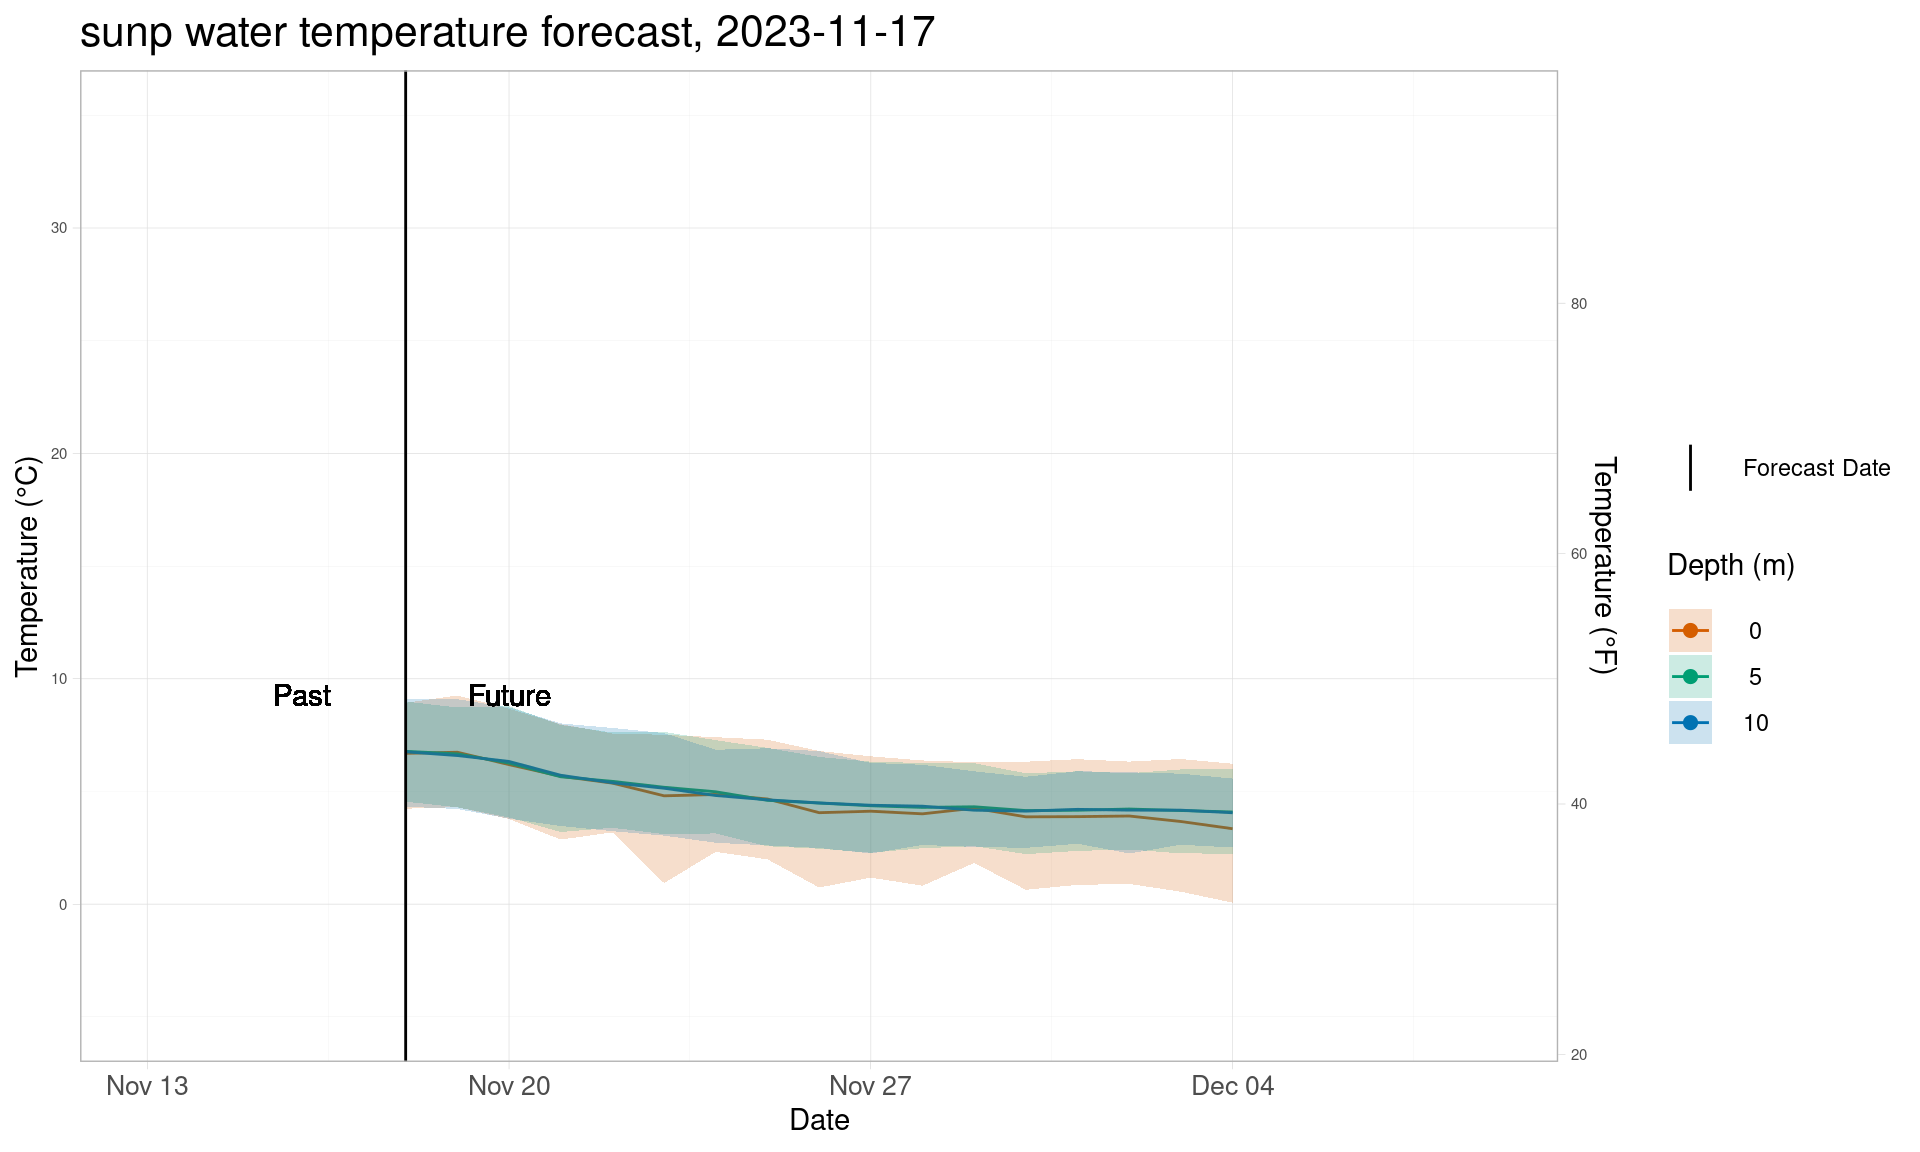 sunp water temperature forecast, 2023-11-17
Temperature (°C)
30
20
10
0
Past
Future
80
60
40
20
Temperature (°F)
Nov 13
Nov 20
Nov 27
Dec 04
Date
Forecast Date
Depth (m)
0
5
10